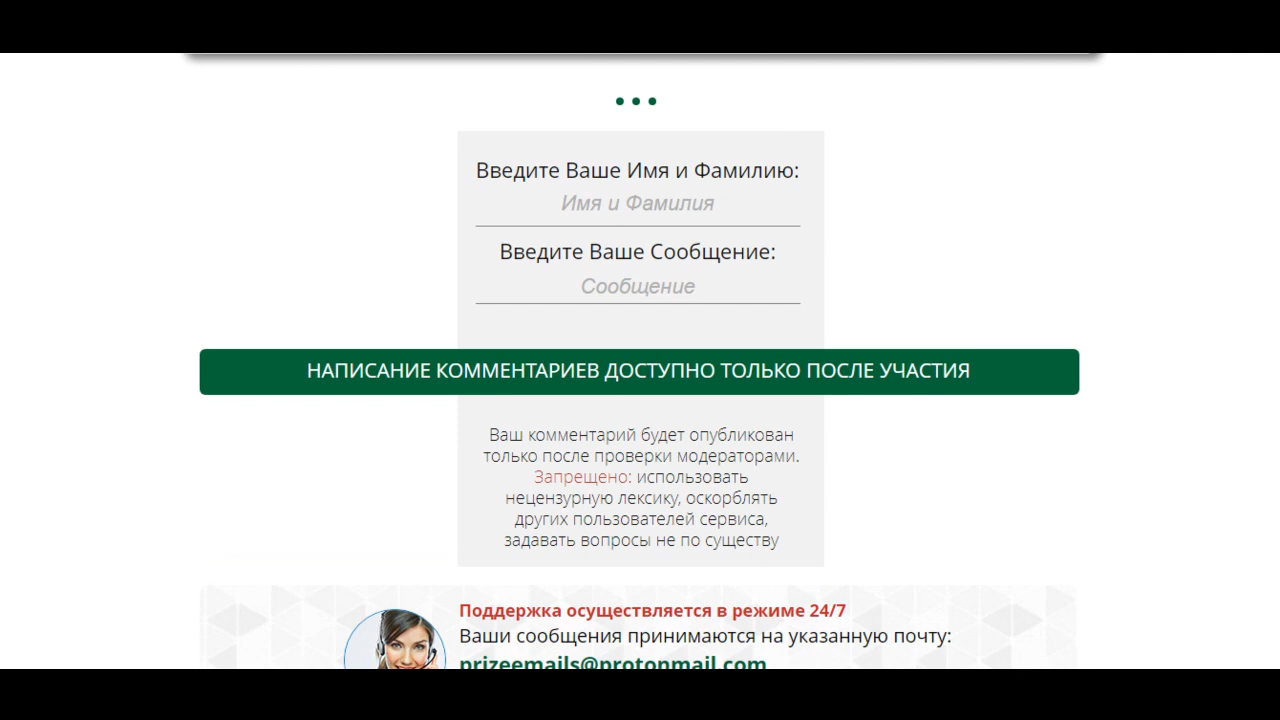 Введите Ваше Имя и Фамилию:
Имя и Фамилия
Введите Ваше Сообщение:
Сообщение
НАПИСАНИЕ КОММЕНТАРИЕВ ДОСТУПНО ТОЛЬКО ПОСЛЕ УЧАСТИЯ
Ваш комментарий будет опубликован
только после проверки модераторами.
Запрещено: использовать
нецензурную лексику, оскорблять
других пользователей сервиса,
задавать вопросы не по существу
Поддержка осуществляется в режиме 24/7
Ваши сообщения принимаются на указанную почту:
prizeemails@protonmail.com